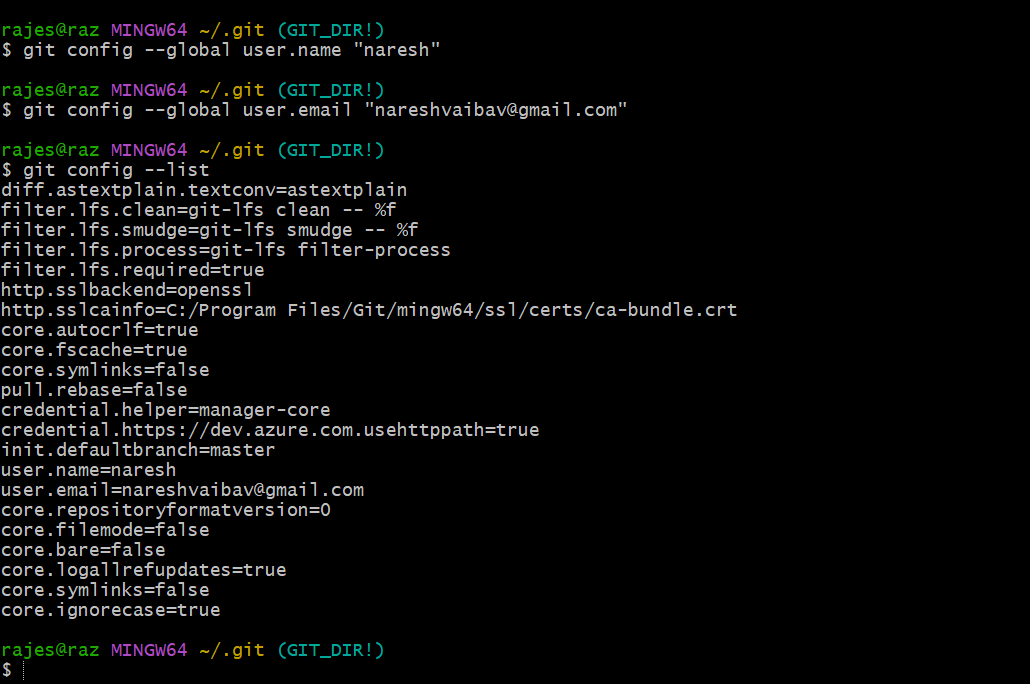 rajes@raz MINGW64 ~/.git (GIT_DIR!)
$ git config --global user.name "naresh"
rajes@raz MINGW64 ~/.git (GIT_DIR!)
$ git config --global user.email "nareshvaibav@gmail.com"
rajes@raz MINGW64 ~/.git (GIT_DIR!)
$ git config --list
diff.astextplain.textconv=astextplain
filter.lfs.clean=git-lfs clean -- %f
filter.lfs.smudge=git-lfs smudge -- %f
filter.lfs.process=git-lfs filter-process
filter.lfs.required=true
http.sslbackend=openssl
http.sslcainfo=C:/Program Files/Git/mingw64/ssl/certs/ca-bundle.crt
core.autocrlf=true
core.fscache=true
core.symlinks=false
pull.rebase=false
credential.helper=manager-core
credential.https://dev.azure.com.usehttppath=true
init.defaultbranch=master
user.name=naresh
user.email=nareshvaibav@gmail.com
core.repositoryformatversion=0
core.filemode=false
core.bare=false
core.logallrefupdates=true
core.symlinks=false
core.ignorecase=true
rajes@raz MINGW64 ~/.git (GIT_DIR!)
$